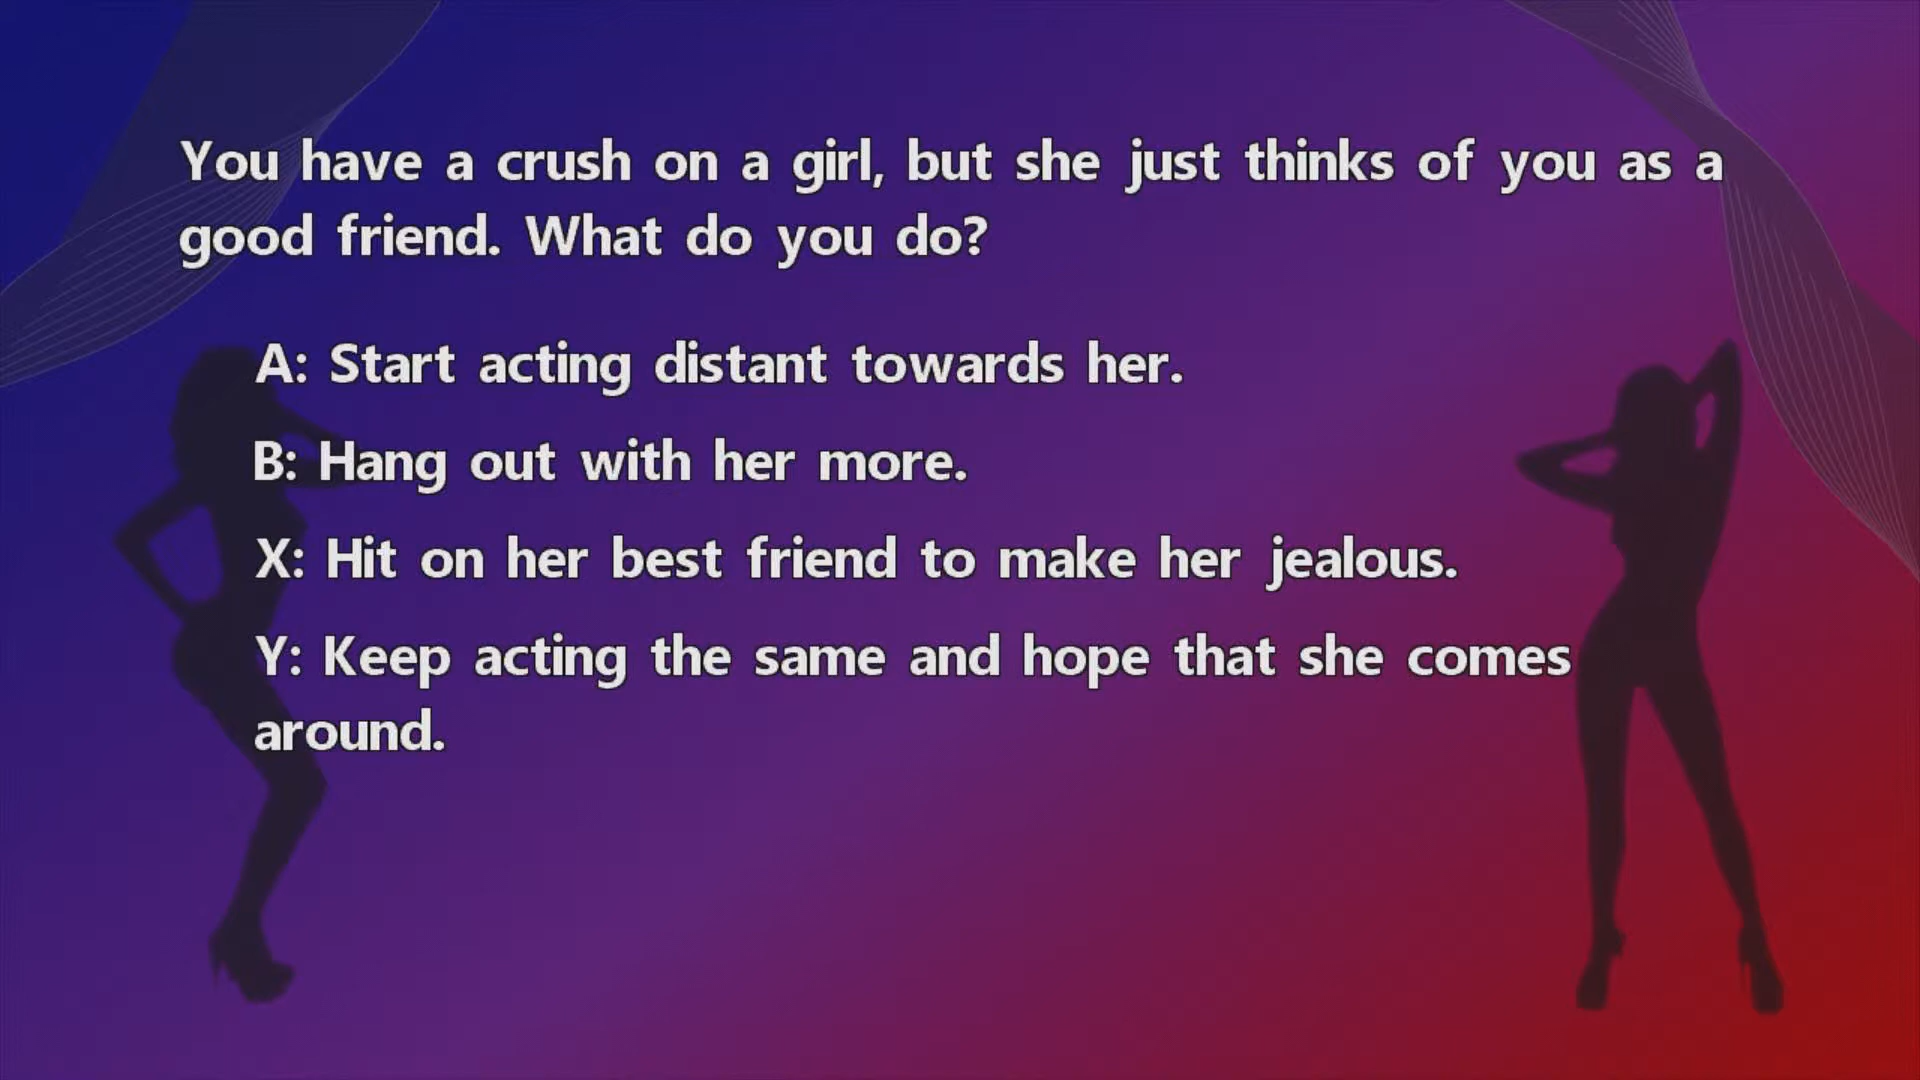 You have a crush on a girl, but she just thinks of you as a
good friend. What do you do?
A: Start acting distant towards her.
B: Hang out with her more.
X: Hit on her best friend to make her jealous.
Y: Keep acting the same and hope that she comes
around.